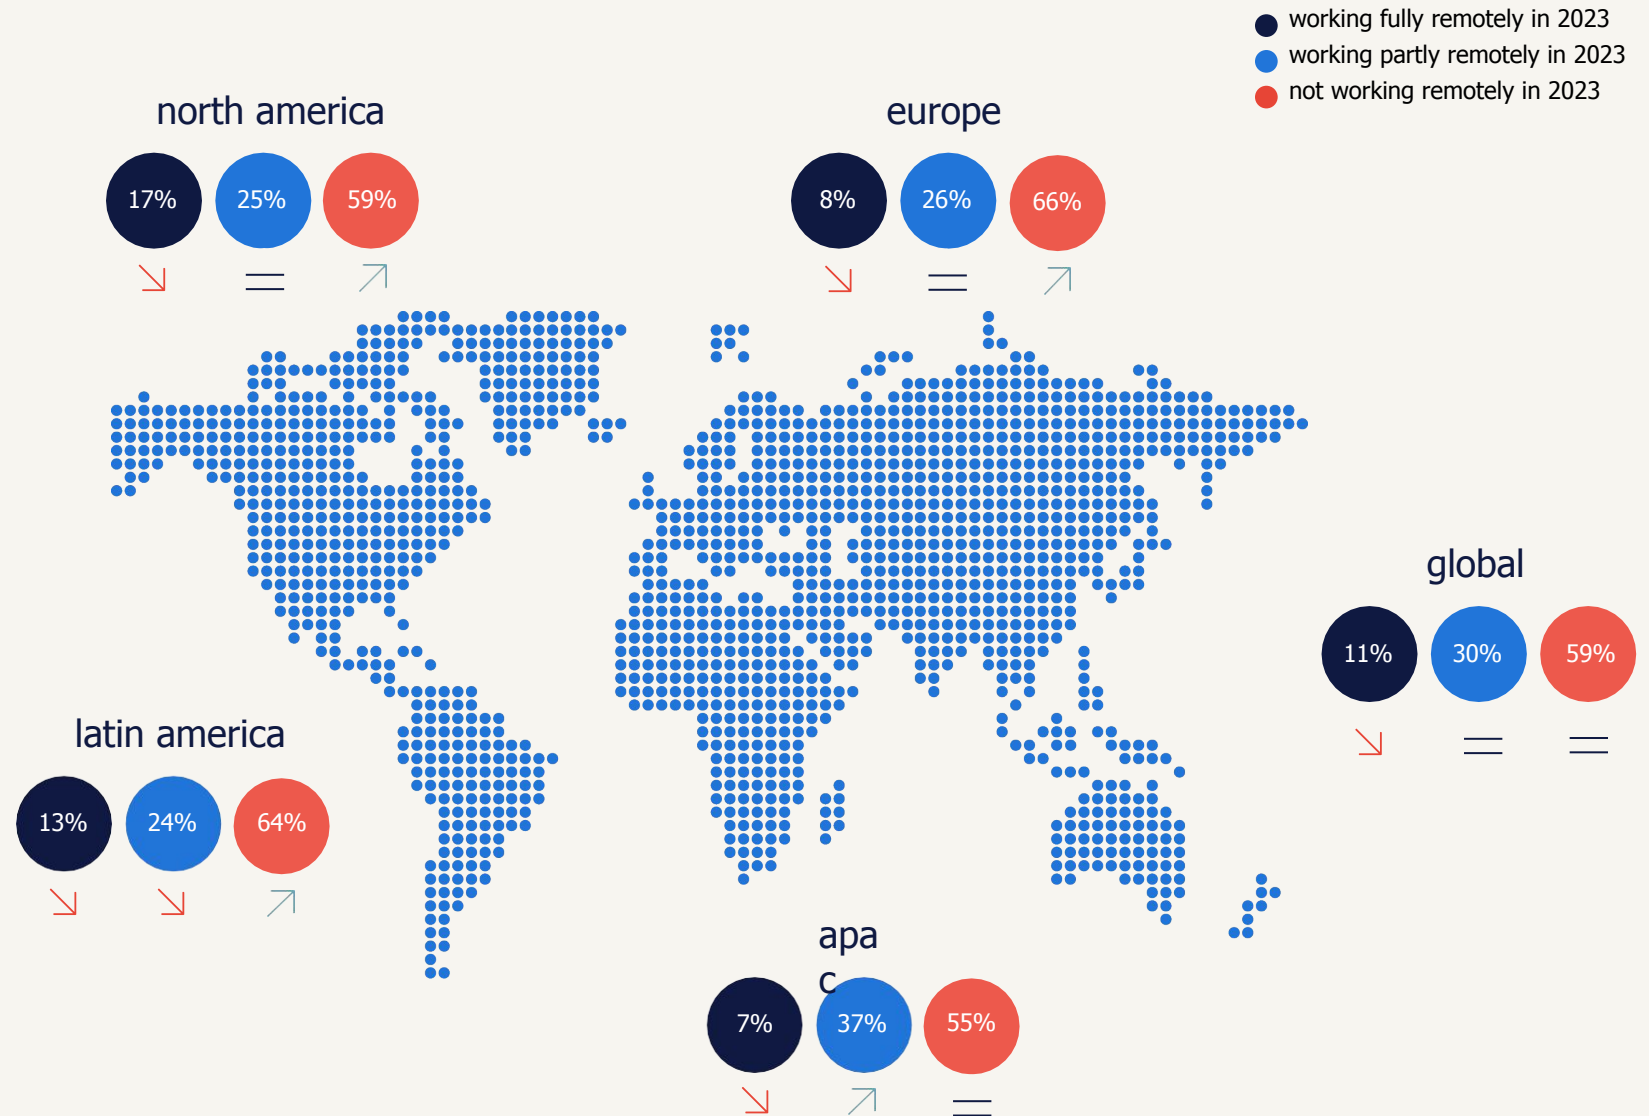 working fully remotely in 2023
working partly remotely in 2023
not working remotely in 2023
north america
17% 25% 59%
europe
8% 26% 66%
global
11% 30% 59%
latin america
13% 24% 64%
apa
c
7% 37% 55%